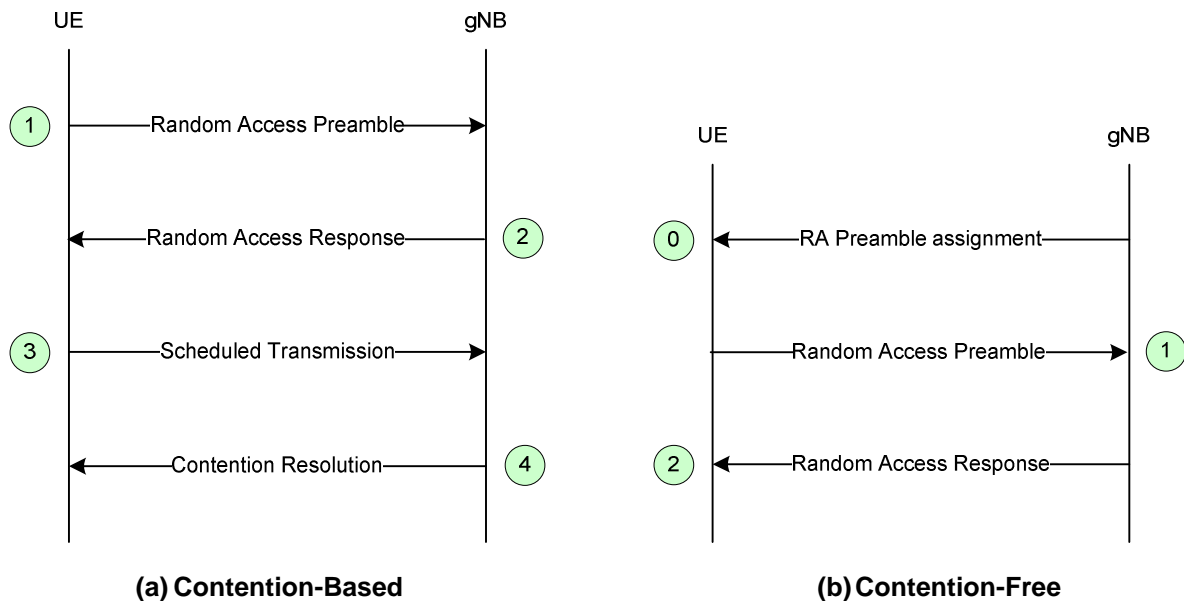 UE
gNB
1
Random Access Preamble
Random Access Response
2
3
Scheduled Transmission
Contention Resolution
4
(a) Contention-Based
UE
gNB
0
RA Preamble assignment
Random Access Preamble
1
2
Random Access Response
(b) Contention-Free